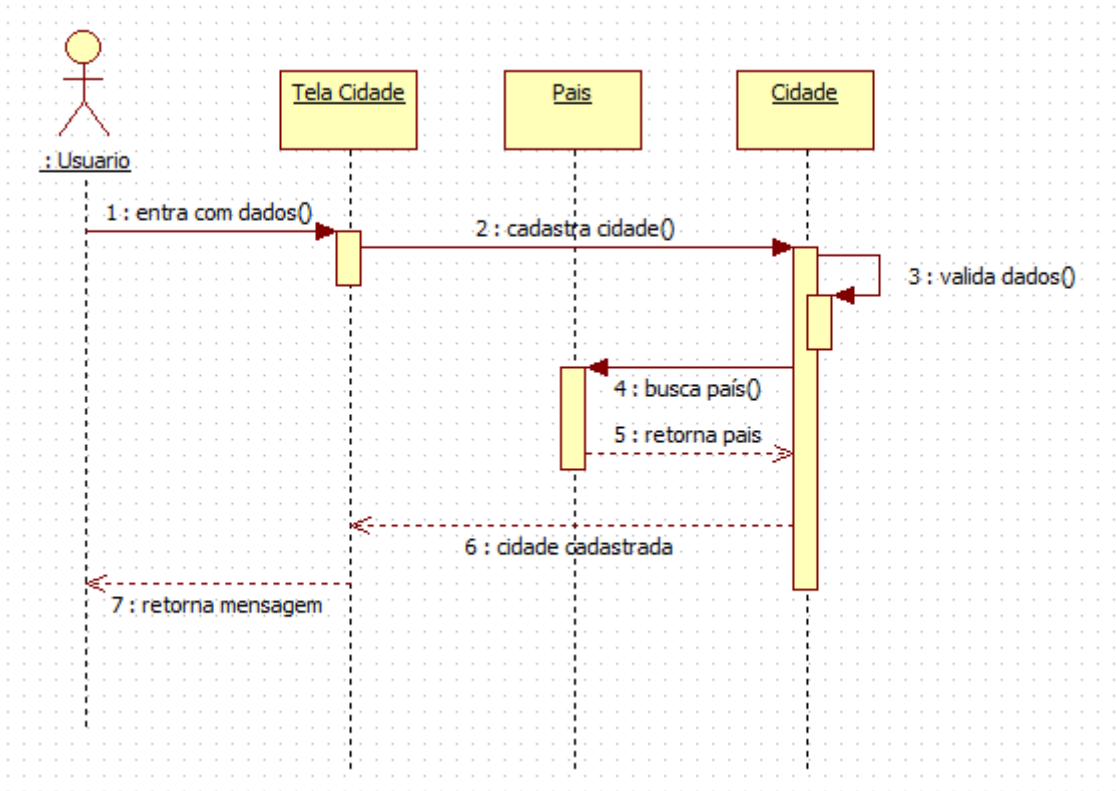 Tela Cidade
Pais
Cidade
: Usuario
1 : entra com dados()
2 : cadastra cidade()
3 : valida dados()
4 : busca país()
5 : retorna pais
6 : cidade cadastrada
7 : retorna mensagem